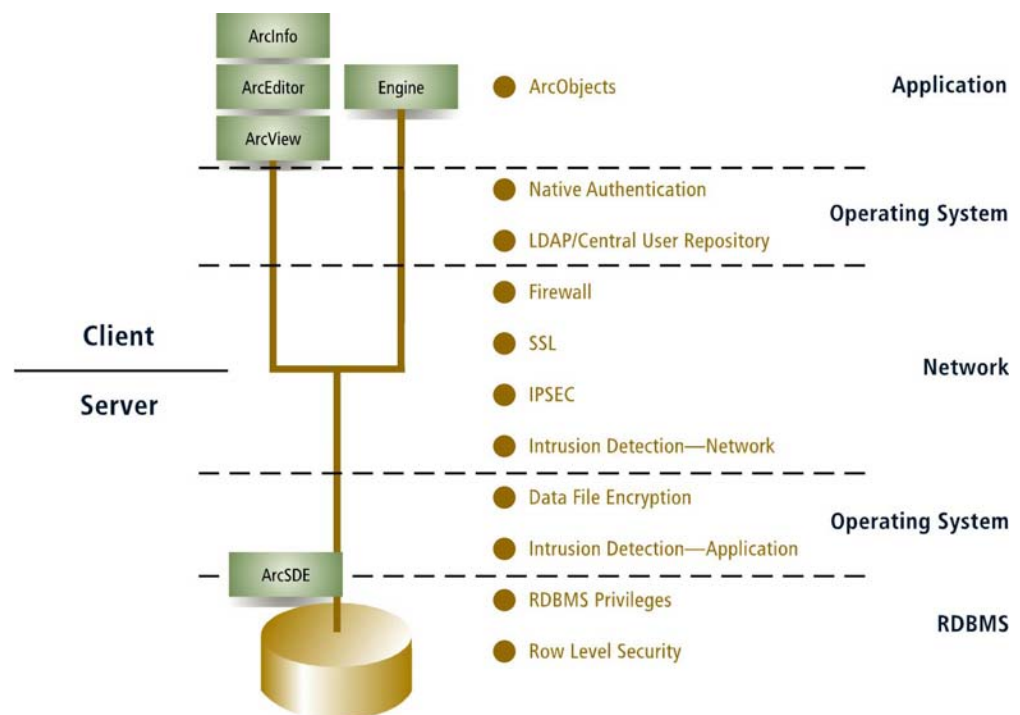 ArcInfo
ArcEditor
Engine
ArcObjects
Application
ArcView
Native Authentication
Operating System
LDAP/Central User Repository
Firewall
Client
SSL
Network
Server
IPSEC
Intrusion Detection—Network
Data File Encryption
Operating System
Intrusion Detection—Application
ArcSDE
RDBMS Privileges
RDBMS
Row Level Security